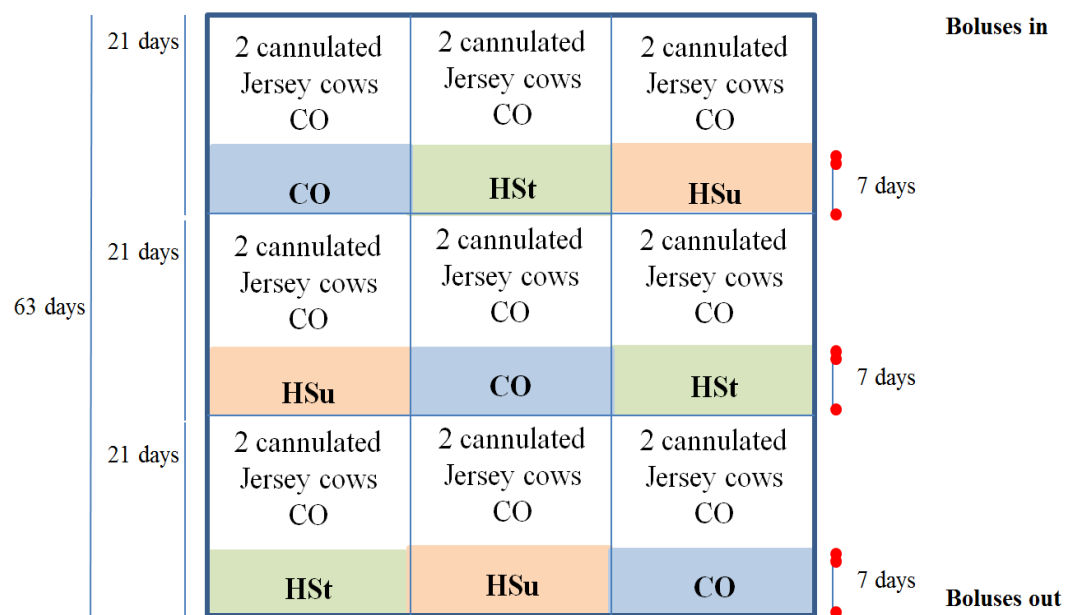 21 days
2 cannulated
Jersey cows
CO
2 cannulated
Jersey cows
CO
2 cannulated
Jersey cows
CO
Boluses in
CO
HSt
HSu
7 days
63 days
21 days
2 cannulated
Jersey cows
CO
2 cannulated
Jersey cows
CO
2 cannulated
Jersey cows
CO
HSu
CO
HSt
7 days
21 days
2 cannulated
Jersey cows
CO
2 cannulated
Jersey cows
CO
2 cannulated
Jersey cows
CO
HSt
HSu
CO
7 days
Boluses out